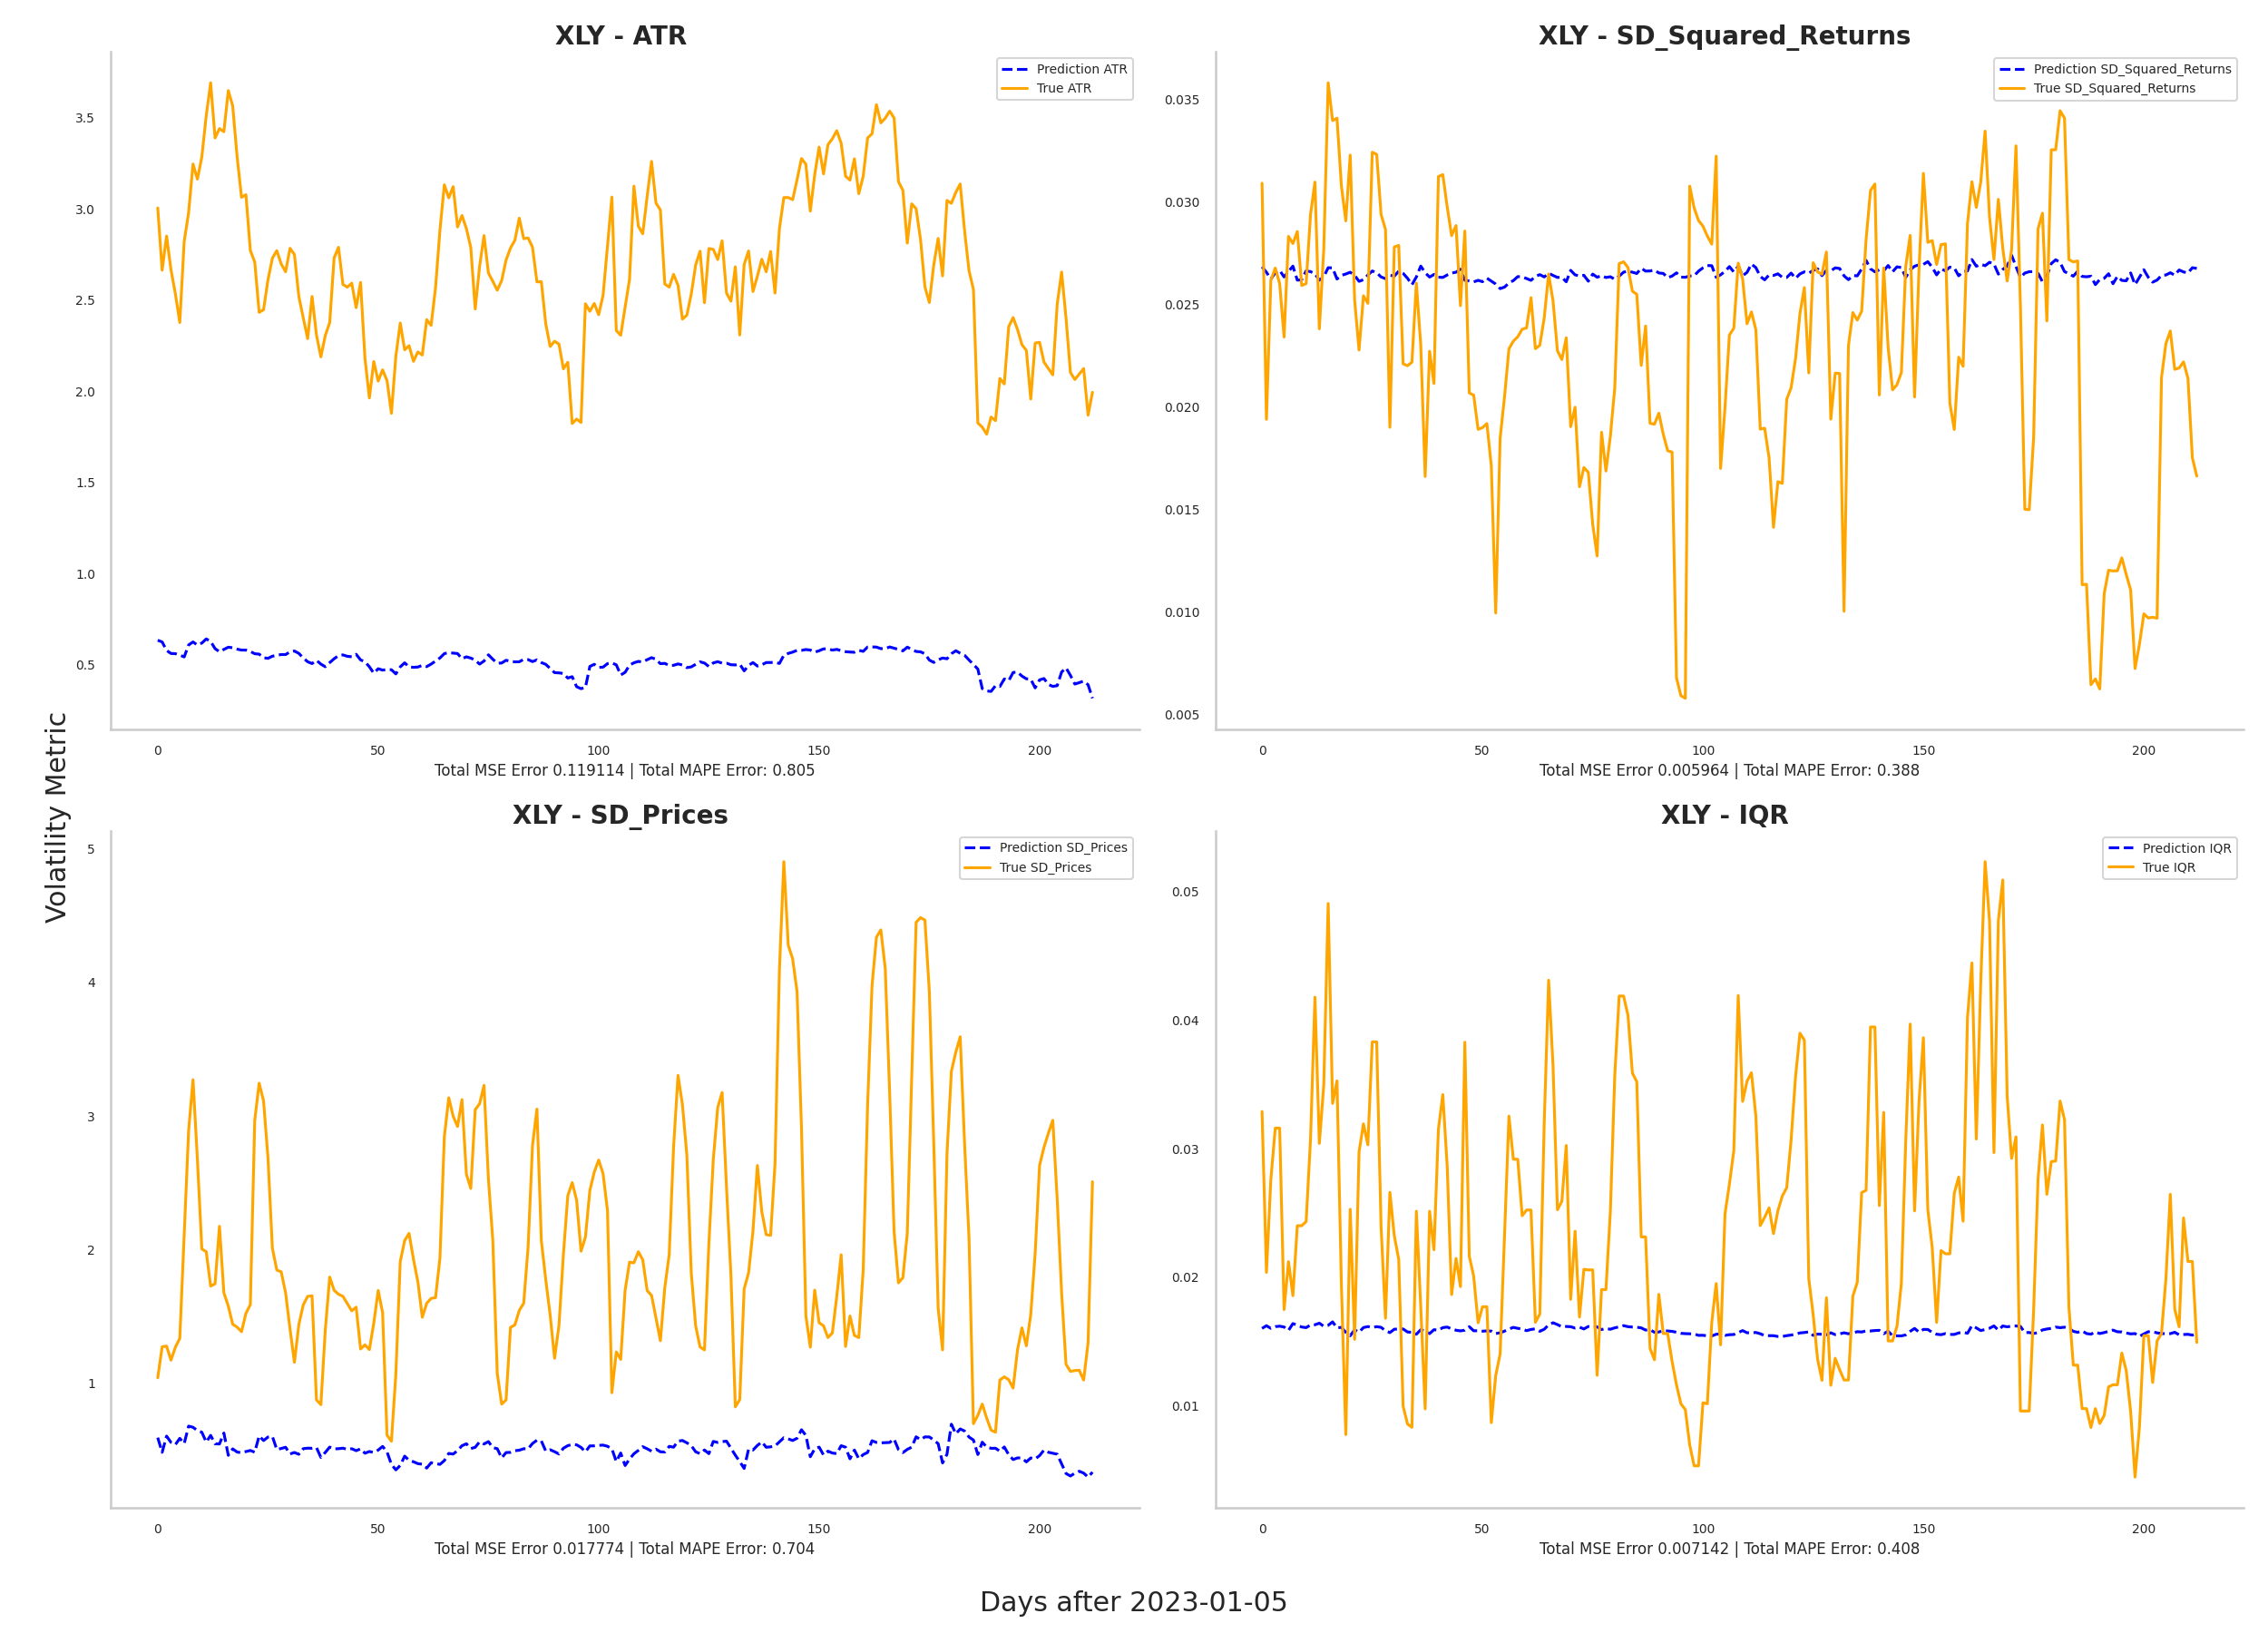 XLY - ATR
Prediction ATR
True ATR
3.5
3.0
2.5
2.0
1.5
1.0
0.5
0 50 100 150 200
Total MSE Error 0.119114 | Total MAPE Error: 0.805
XLY - SD_Squared_Returns
Prediction SD_Squared_Returns
True SD_Squared_Returns
0.035
0.030
0.025
0.020
0.015
0.010
0.005
0 50 100 150 200
Total MSE Error 0.005964 | Total MAPE Error: 0.388
Volatility Metric
XLY - SD_Prices
Prediction SD_Prices
True SD_Prices
5
4
3
2
1
0 50 100 150 200
Total MSE Error 0.017774 | Total MAPE Error: 0.704
XLY - IQR
Prediction IQR
True IQR
0.05
0.04
0.03
0.02
0.01
0 50 100 150 200
Total MSE Error 0.007142 | Total MAPE Error: 0.408
Days after 2023-01-05